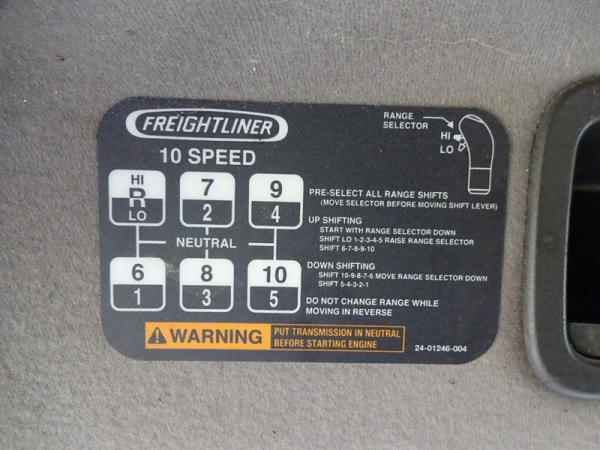 FREIGHTLINER
10 SPEED
HI
R
LO
7
2
9
4
NEUTRAL
6
1
8
3
10
5
RANGE
SELECTOR
HI
LO
PRE-SELECT ALL RANGE SHIFTS
(MOVE SELECTOR BEFORE MOVING SHIFT LEVER)
UP SHIFTING
START WITH RANGE SELECTOR DOWN
SHIFT LO 1-2-3-4-5 RAISE RANGE SELECTOR
SHIFT 6-7-8-9-10
DOWN SHIFTING
SHIFT 10-9-8-7-6 MOVE RANGE SELECTOR DOWN
SHIFT 5-4-3-2-1
DO NOT CHANGE RANGE WHILE
MOVING IN REVERSE
WARNING
PUT TRANSMISSION IN NEUTRAL
BEFORE STARTING ENGINE
24-01246-004